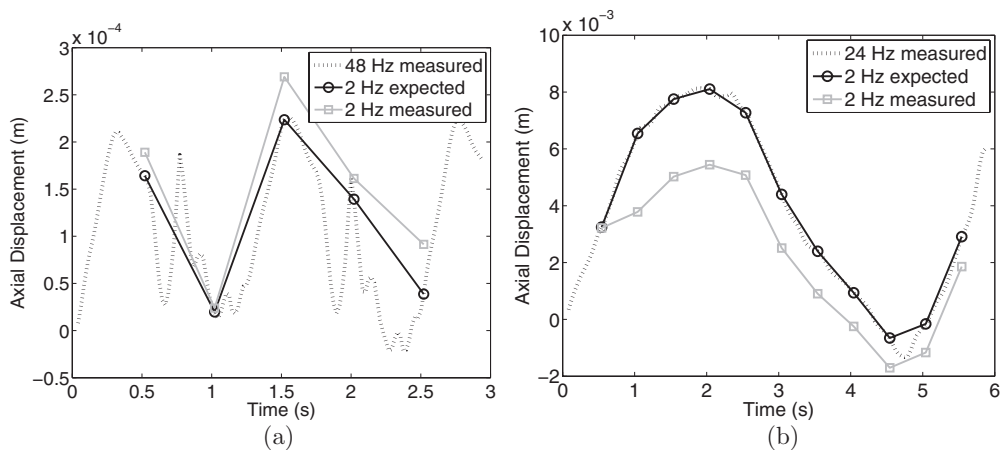 x 10⁻⁴
3
2.5
2
1.5
1
0.5
0
−0.5
Axial Displacement (m)
48 Hz measured
2 Hz expected
2 Hz measured
0 0.5 1 1.5 2 2.5 3
Time (s)
(a)
x 10⁻³
10
8
6
4
2
0
−2
Axial Displacement (m)
24 Hz measured
2 Hz expected
2 Hz measured
0 1 2 3 4 5 6
Time (s)
(b)